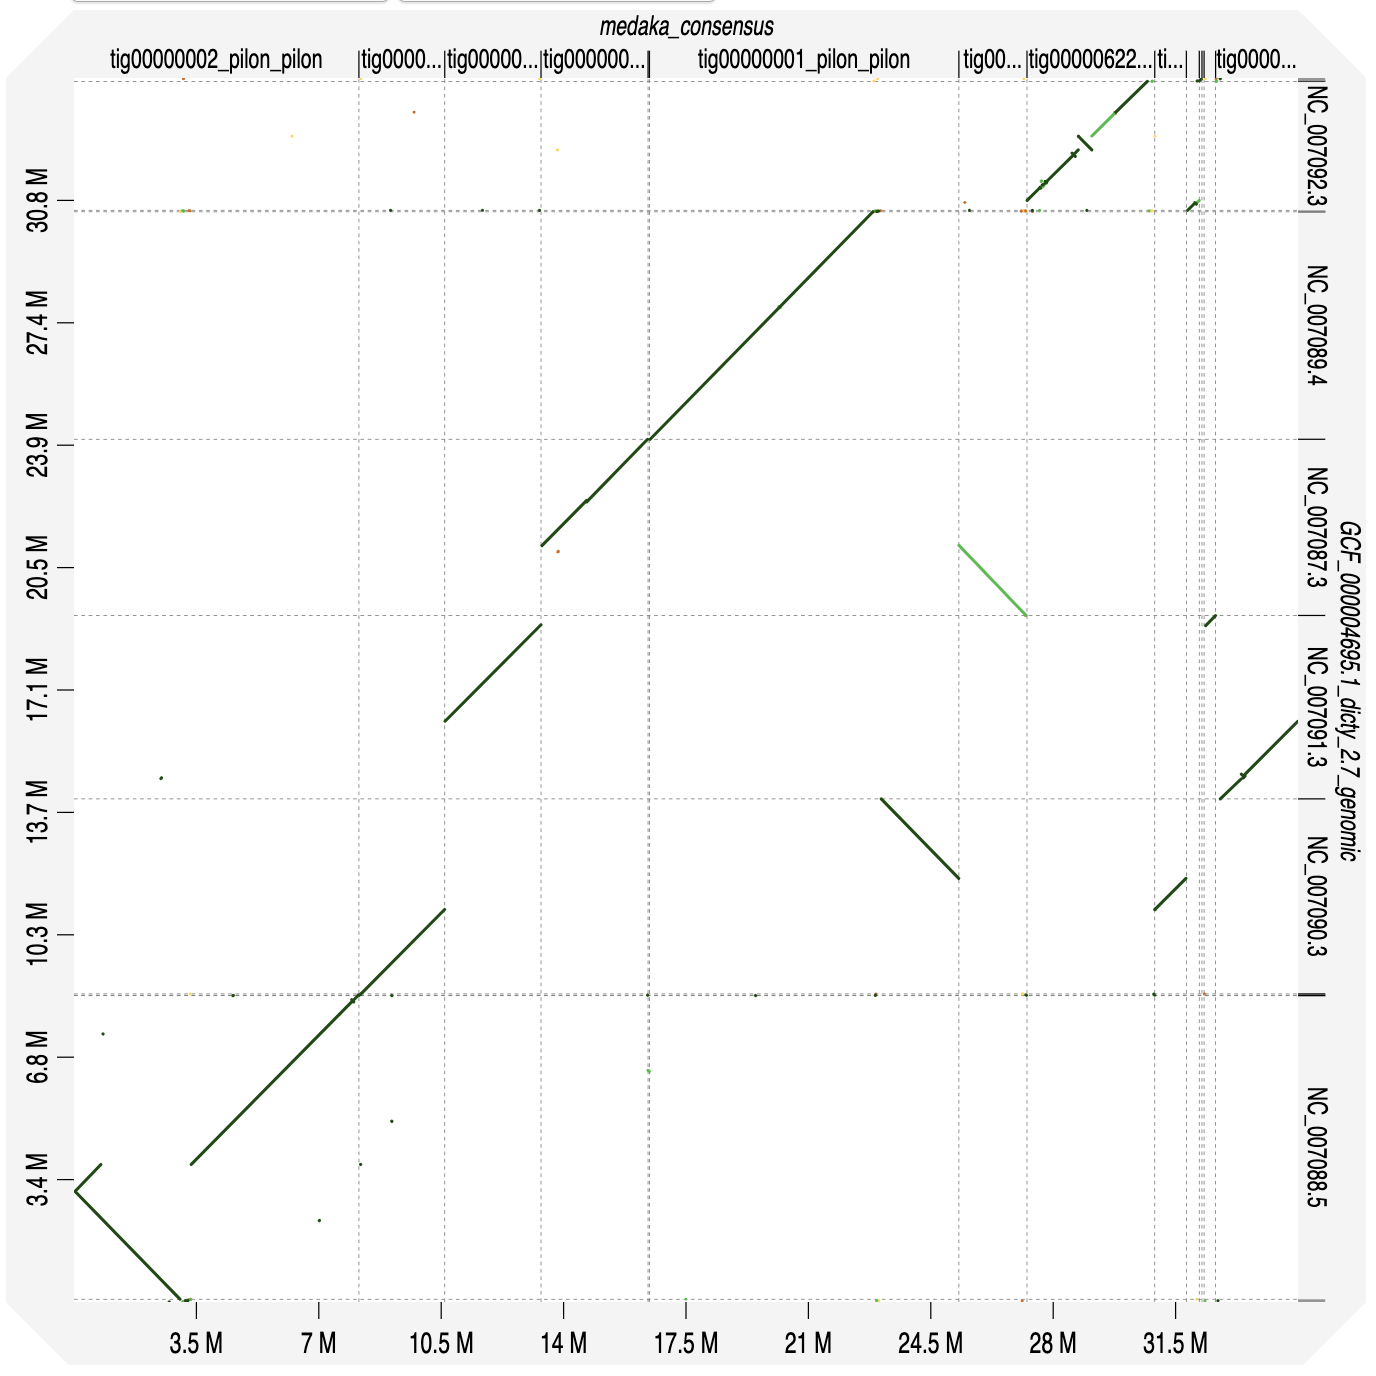 medaka_consensus
tig00000002_pilon_pilon
tig0000...
tig00000...
tig000000...
tig00000001_pilon_pilon
tig00...
tig000000622...
ti...
tig0000...
NC_007092.3
NC_007089.4
NC_007087.3
NC_007091.3
NC_007090.3
NC_007088.5
GCF_000004695.1_dicty_2.7_genomic
30.8 M
27.4 M
23.9 M
20.5 M
17.1 M
13.7 M
10.3 M
6.8 M
3.4 M
3.5 M
7 M
10.5 M
14 M
17.5 M
21 M
24.5 M
28 M
31.5 M